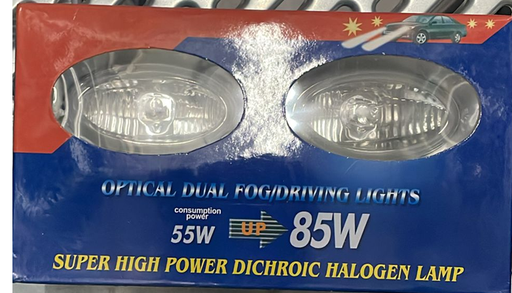 OPTICAL DUAL FOG/DRIVING LIGHTS
consumption
power
55W UP 85W
SUPER HIGH POWER DICHROIC HALOGEN LAMP